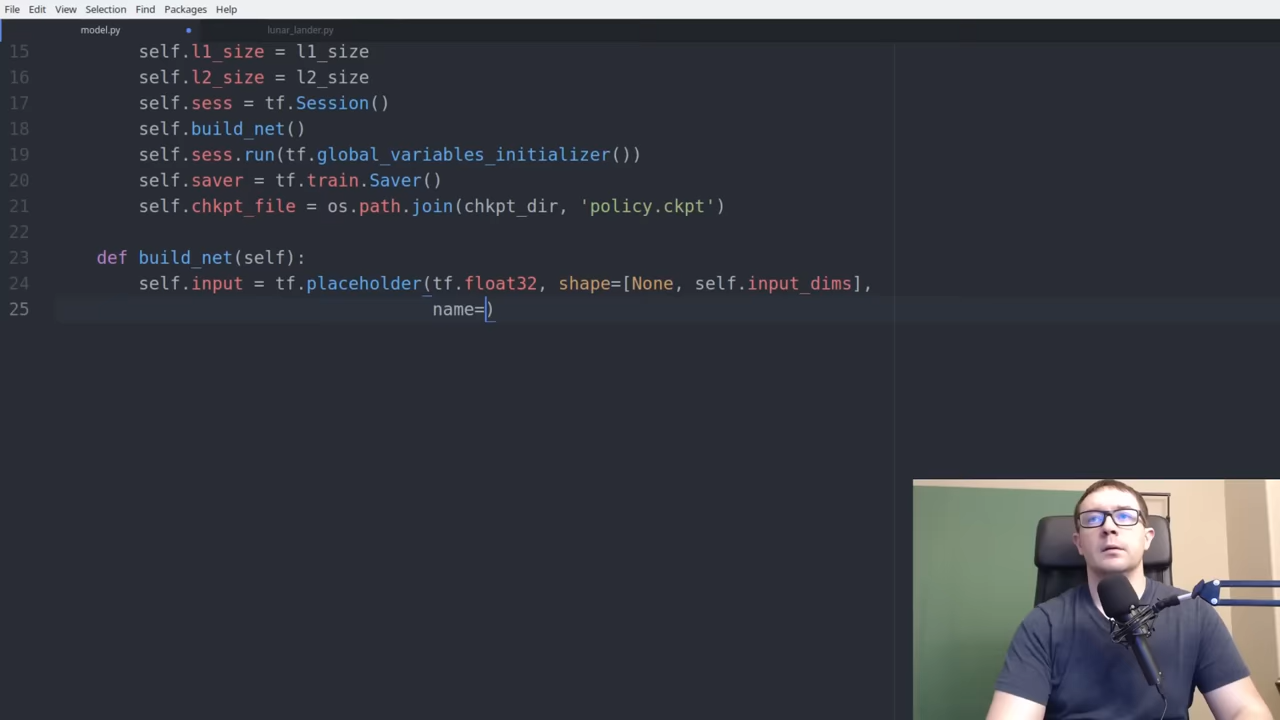 File Edit View Selection Find Packages Help
model.py lunar_lander.py
15 self.l1_size = l1_size
16 self.l2_size = l2_size
17 self.sess = tf.Session()
18 self.build_net()
19 self.sess.run(tf.global_variables_initializer())
20 self.saver = tf.train.Saver()
21 self.chkpt_file = os.path.join(chkpt_dir, 'policy.ckpt')
22
23 def build_net(self):
24 self.input = tf.placeholder(tf.float32, shape=[None, self.input_dims],
25 name=)